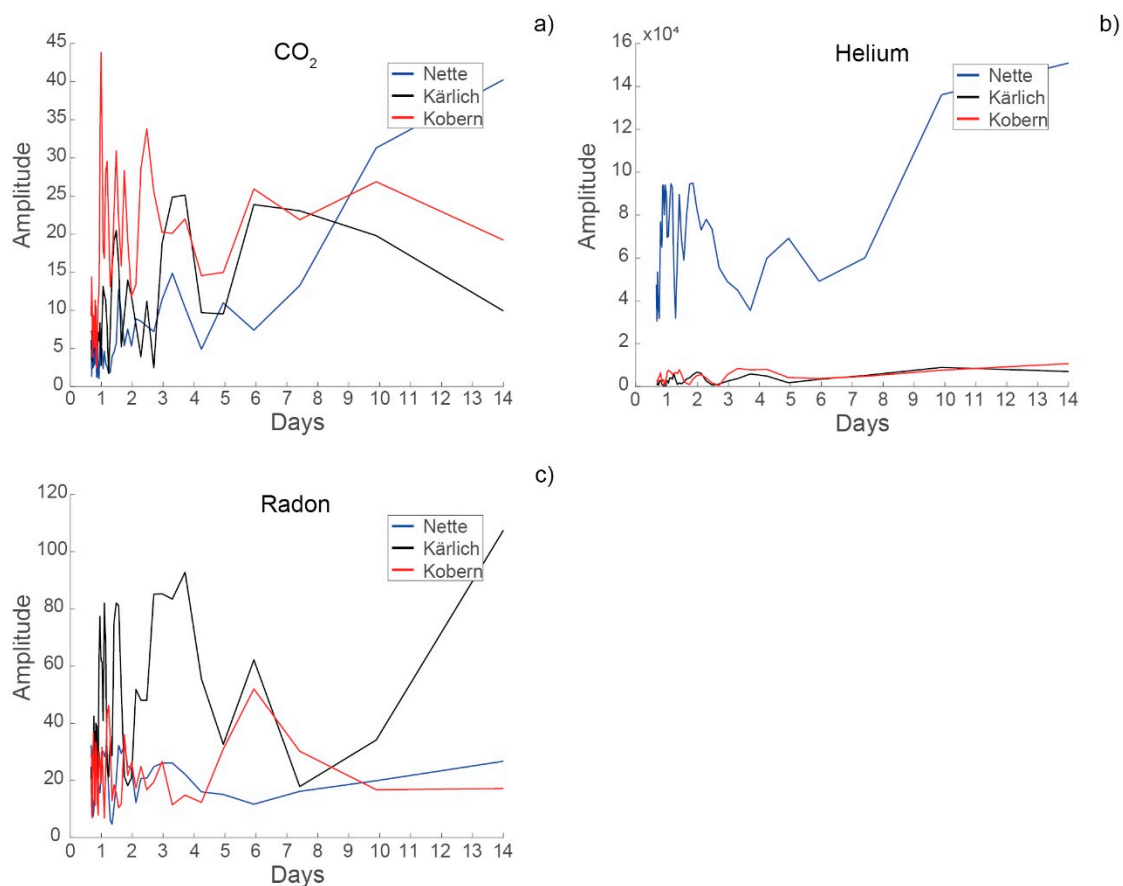 a)
CO₂
45
40
35
30
25
20
15
10
5
0
Amplitude
Nette
Kärlich
Kobern
0 1 2 3 4 5 6 7 8 9 10 11 12 13 14
Days
b)
×10⁴
Helium
16
14
12
10
8
6
4
2
0
Amplitude
Nette
Kärlich
Kobern
0 1 2 3 4 5 6 7 8 9 10 11 12 13 14
Days
c)
Radon
120
100
80
60
40
20
0
Amplitude
Nette
Kärlich
Kobern
0 1 2 3 4 5 6 7 8 9 10 11 12 13 14
Days